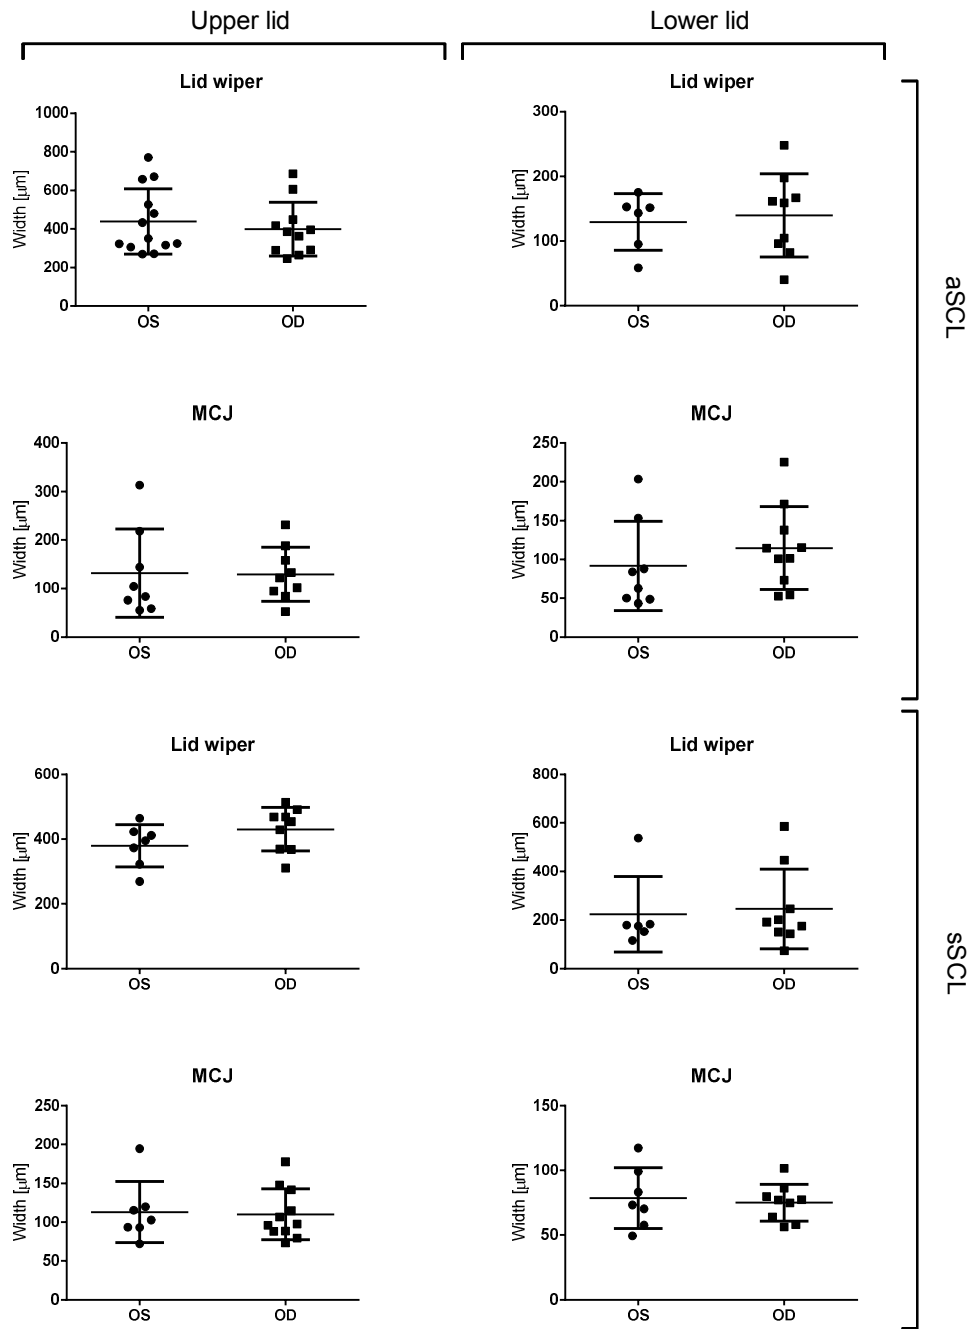 Upper lid
Lower lid
Lid wiper
Width [µm]
1000
800
600
400
200
0
OS
OD
Lid wiper
Width [µm]
300
200
100
0
OS
OD
aSCL
MCJ
Width [µm]
400
300
200
100
0
OS
OD
MCJ
Width [µm]
250
200
150
100
50
0
OS
OD
Lid wiper
Width [µm]
600
400
200
0
OS
OD
Lid wiper
Width [µm]
800
600
400
200
0
OS
OD
sSCL
MCJ
Width [µm]
250
200
150
100
50
0
OS
OD
MCJ
Width [µm]
150
100
50
0
OS
OD